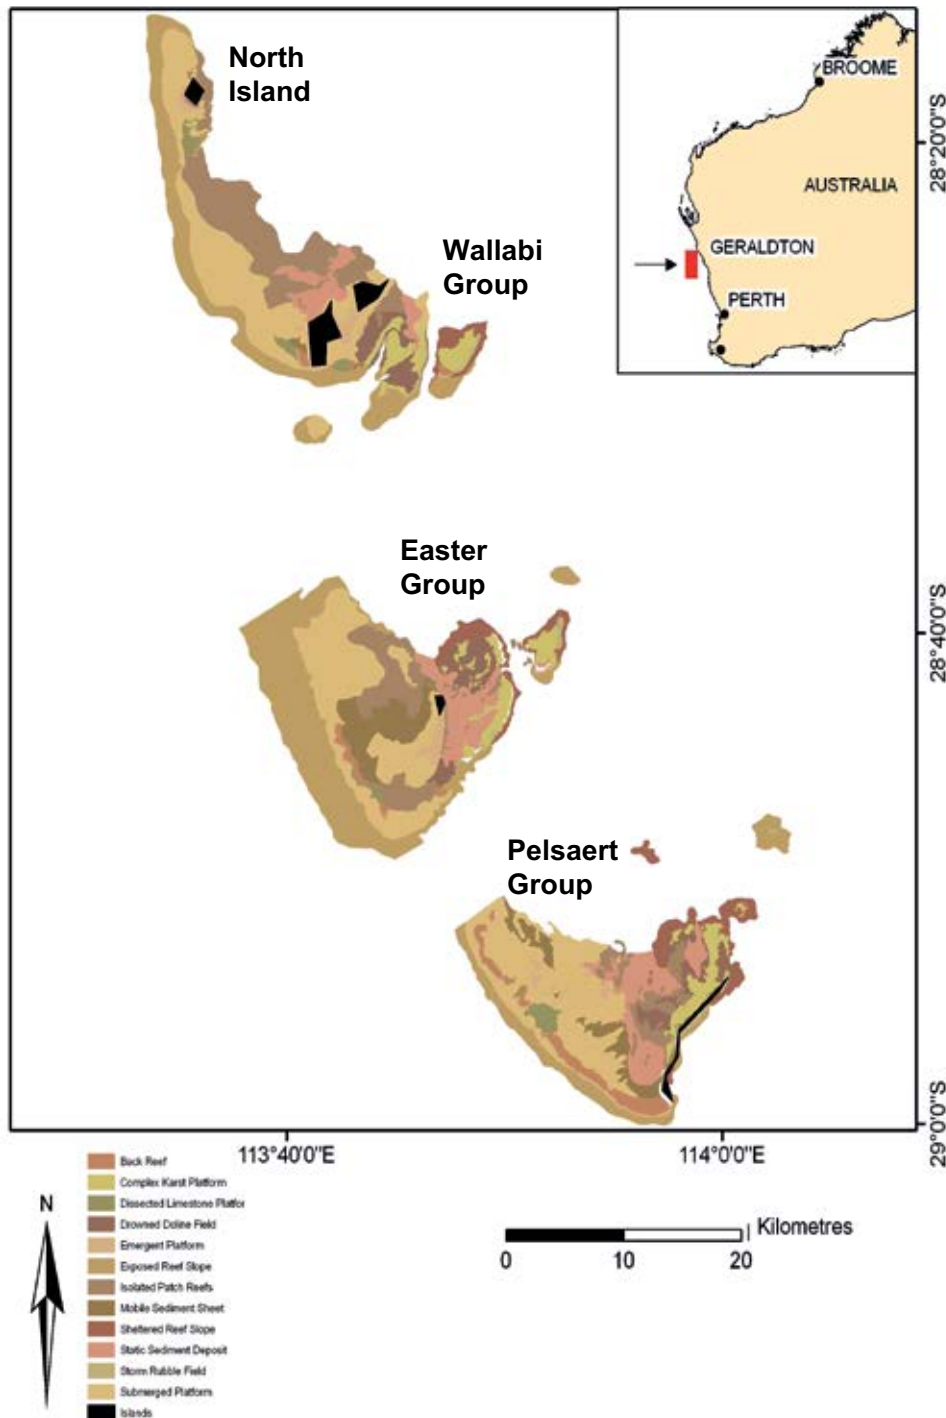 North
Island
Wallabi
Group
Easter
Group
Pelsaert
Group
BROOME
AUSTRALIA
GERALDTON
PERTH
28°20'0"S
28°40'0"S
29°0'0"S
113°40'0"E
114°0'0"E
Back Reef
Complex Karst Platform
Dissected Limestone Platfor
Drowned Doline Field
Emergent Platform
Exposed Reef Slope
Isolated Patch Reefs
Mobile Sediment Sheet
Sheltered Reef Slope
Static Sediment Deposit
Storm Rubble Field
Submerged Platform
Islands
N
Kilometres
0 10 20